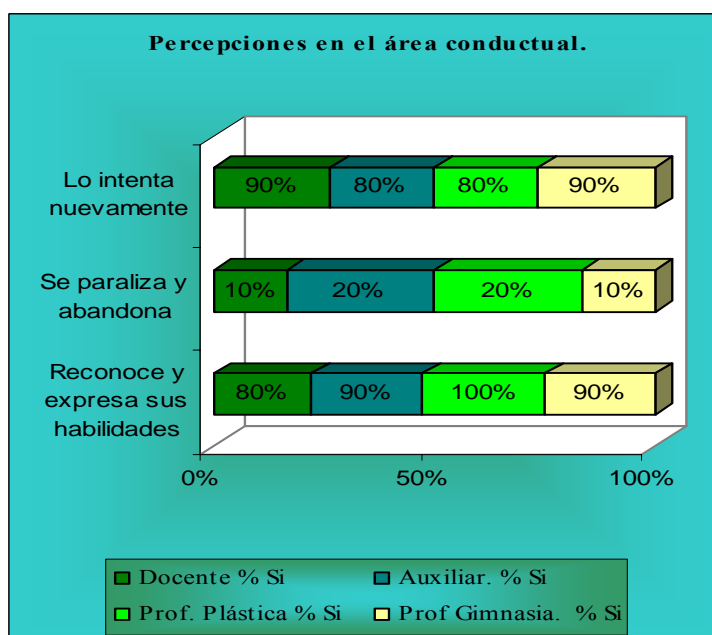 Percepciones en el área conductual.
Lo intenta
nuevamente
90% 80% 80% 90%
Se paraliza y
abandona
10% 20% 20% 10%
Reconoce y
expresa sus
habilidades
80% 90% 100% 90%
0% 50% 100%
Docente % Si Auxiliar. % Si
Prof. Plástica % Si Prof Gimnasia. % Si